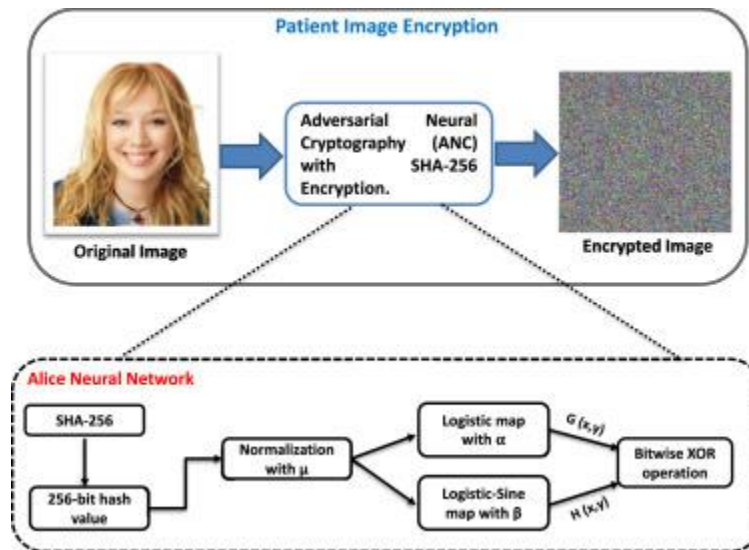 Patient Image Encryption
Adversarial Neural
Cryptography (ANC)
with SHA-256
Encryption.
Original Image
Encrypted Image
Alice Neural Network
SHA-256
256-bit hash
value
Normalization
with μ
Logistic map
with α
Logistic-Sine
map with β
G (x,y)
H (x,y)
Bitwise XOR
operation